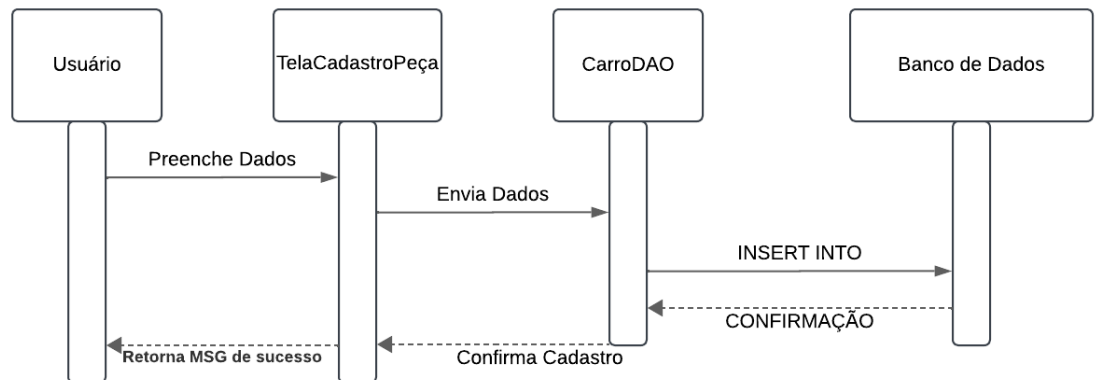 Usuário
TelaCadastroPeça
CarroDAO
Banco de Dados
Preenche Dados
Envia Dados
INSERT INTO
CONFIRMAÇÃO
Confirma Cadastro
Retorna MSG de sucesso